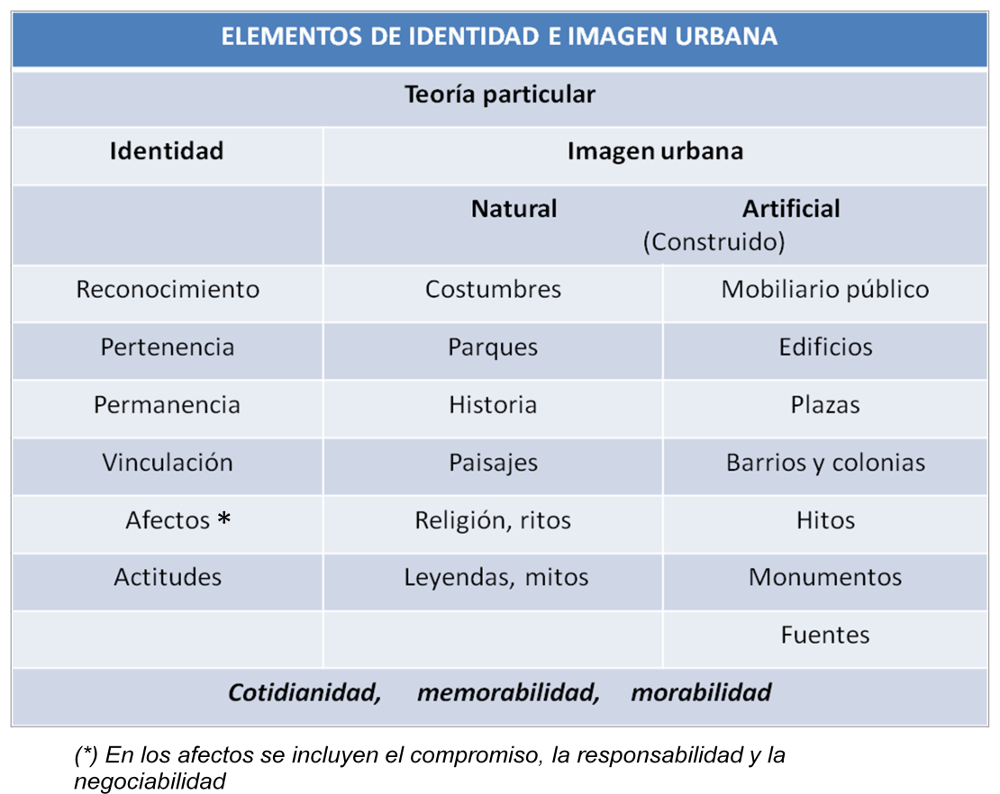 ELEMENTOS DE IDENTIDAD E IMAGEN URBANA
Teoría particular
Identidad Imagen urbana
Natural Artificial
(Construido)
Reconocimiento Costumbres Mobiliario público
Pertenencia Parques Edificios
Permanencia Historia Plazas
Vinculación Paisajes Barrios y colonias
Afectos * Religión, ritos Hitos
Actitudes Leyendas, mitos Monumentos
Fuentes
Cotidianidad, memorabilidad, morabilidad
(*) En los afectos se incluyen el compromiso, la responsabilidad y la
negociabilidad